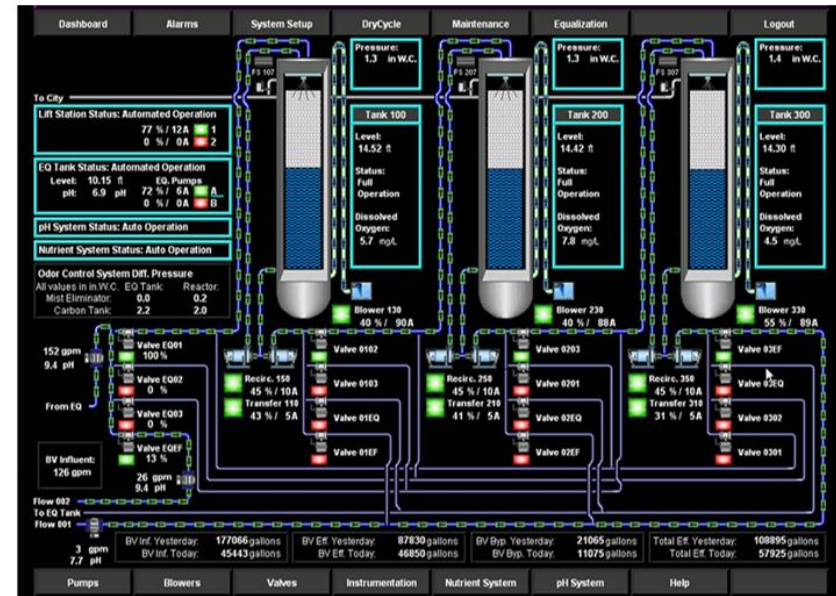 Dashboard Alarms System Setup DryCycle Maintenance Equalization Logout
Pressure:
1.3 in W.C.
Pressure:
1.3 in W.C.
Pressure:
1.4 in W.C.
FS 107
FS 207
FS 307
To City
Lift Station Status: Automated Operation
77 % / 12A 1
0 % / 0A 2
EQ Tank Status: Automated Operation
Level: 10.15 ft EQ. Pumps
pH: 6.9 pH 72 % / 6A A
0 % / 0A B
pH System Status: Auto Operation
Nutrient System Status: Auto Operation
Odor Control System Diff. Pressure
All values in in.W.C. EQ Tank: Reactor:
Mist Eliminator: 0.0 0.2
Carbon Tank: 2.2 2.0
Tank 100
Level:
14.52 ft
Status:
Full
Operation
Dissolved
Oxygen:
5.7 mg/L
Tank 200
Level:
14.42 ft
Status:
Full
Operation
Dissolved
Oxygen:
7.8 mg/L
Tank 300
Level:
14.30 ft
Status:
Full
Operation
Dissolved
Oxygen:
4.5 mg/L
Blower 130
40 % / 90A
Blower 230
40 % / 88A
Blower 330
55 % / 89A
152 gpm
9.4 pH
From EQ
Valve EQ01
100 %
Valve EQ02
0 %
Valve EQ03
0 %
Valve EQEF
13 %
BV Influent:
126 gpm
26 gpm
9.4 pH
Recirc. 150
45 % / 10A
Transfer 110
43 % / 5A
Valve 0102
Valve 0103
Valve 01EQ
Valve 01EF
Recirc. 250
45 % / 10A
Transfer 210
41 % / 5A
Valve 0203
Valve 0201
Valve 02EQ
Valve 02EF
Recirc. 350
45 % / 10A
Transfer 310
31 % / 5A
Valve 03EF
Valve 03EQ
Valve 0302
Valve 0301
Flow 002
To EQ Tank
Flow 001
3 gpm
7.7 pH
BV Inf. Yesterday: 177066 gallons
BV Inf. Today: 45443 gallons
BV Eff. Yesterday: 87830 gallons
BV Eff. Today: 46850 gallons
BV Byp. Yesterday: 21065 gallons
BV Byp. Today: 11075 gallons
Total Eff. Yesterday: 108895 gallons
Total Eff. Today: 57925 gallons
Pumps Blowers Valves Instrumentation Nutrient System pH System Help